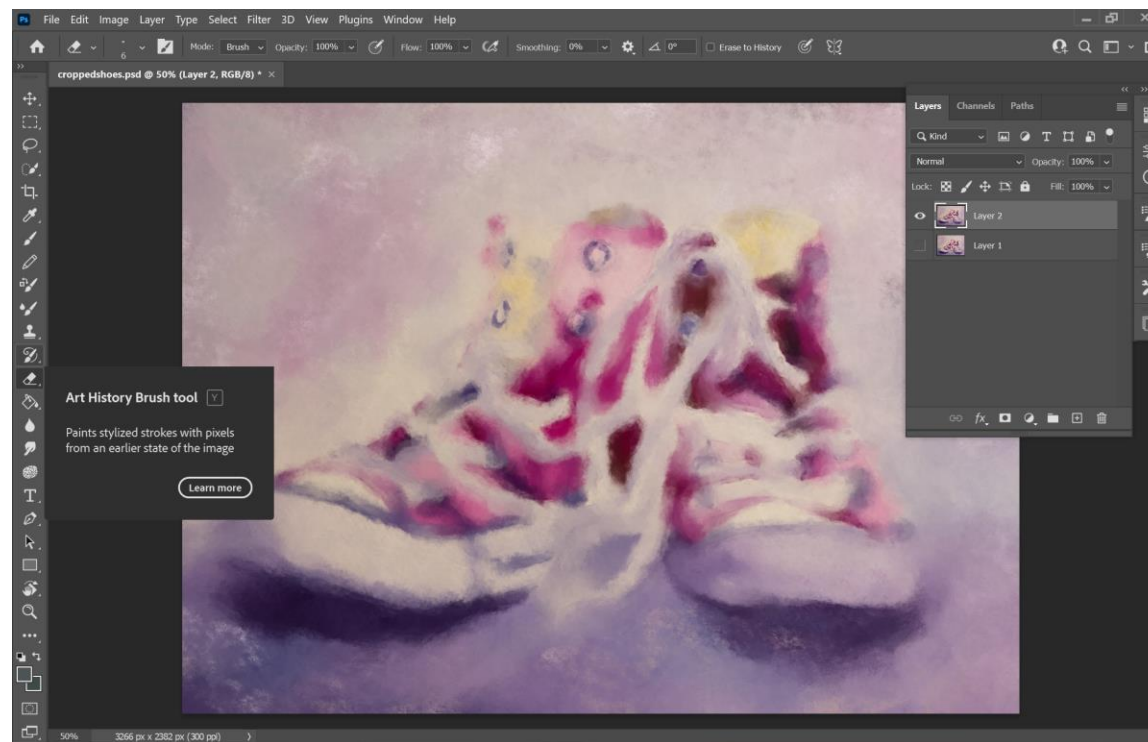 Ps File Edit Image Layer Type Select Filter 3D View Plugins Window Help
6 Mode: Brush Opacity: 100% Flow: 100% Smoothing: 0% 0° Erase to History
croppedshoes.psd @ 50% (Layer 2, RGB/8) * ×
Layers Channels Paths
Kind
Normal Opacity: 100%
Lock: Fill: 100%
Layer 2
Layer 1
fx
Art History Brush tool Y
Paints stylized strokes with pixels
from an earlier state of the image
Learn more
T
50% 3266 px x 2382 px (300 ppi)